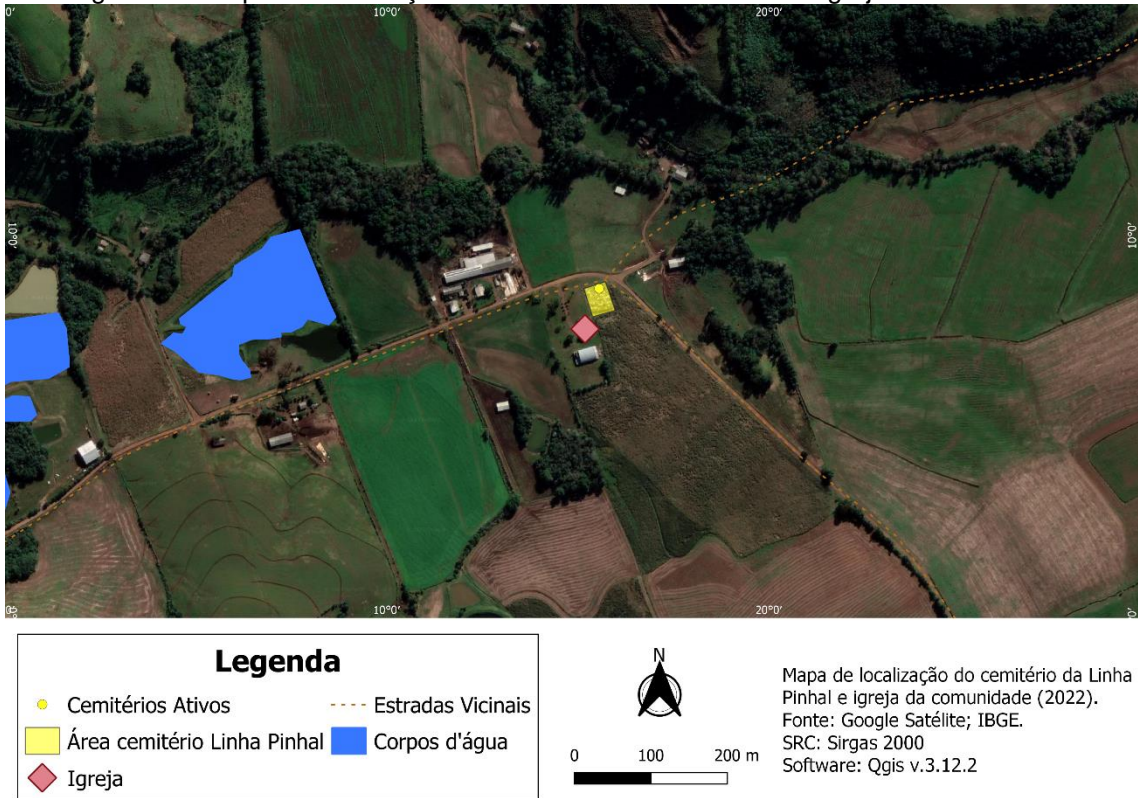 10°0' 20°0'
10°0' 10°0'
10°0' 20°0'
Legenda
Cemitérios Ativos
Estradas Vicinais
Área cemitério Linha Pinhal
Corpos d'água
Igreja
N
0 100 200 m
Mapa de localização do cemitério da Linha
Pinhal e igreja da comunidade (2022).
Fonte: Google Satélite; IBGE.
SRC: Sirgas 2000
Software: Qgis v.3.12.2